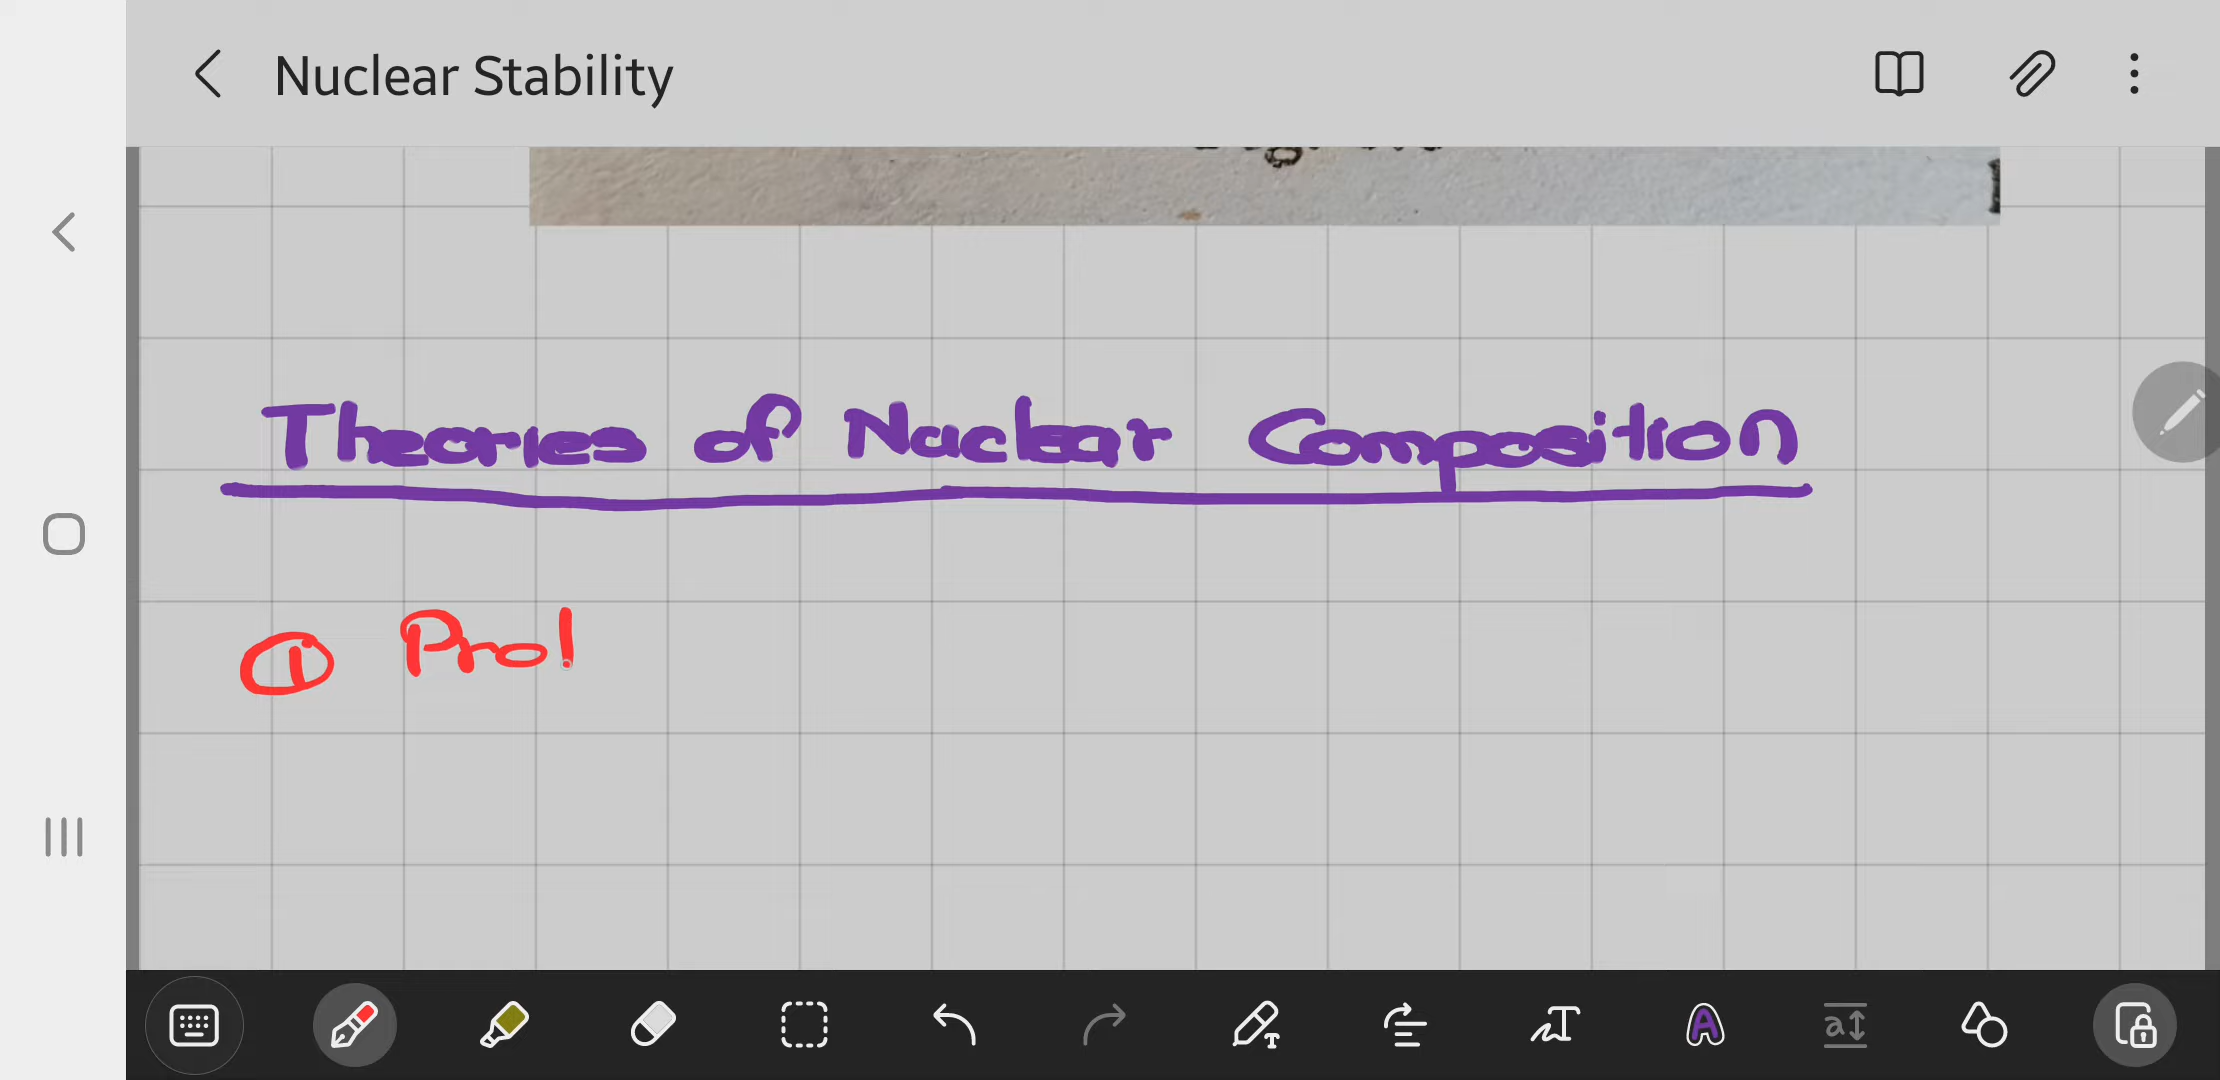 Nuclear Stability
Theories of Nuclear Composition
① Pro